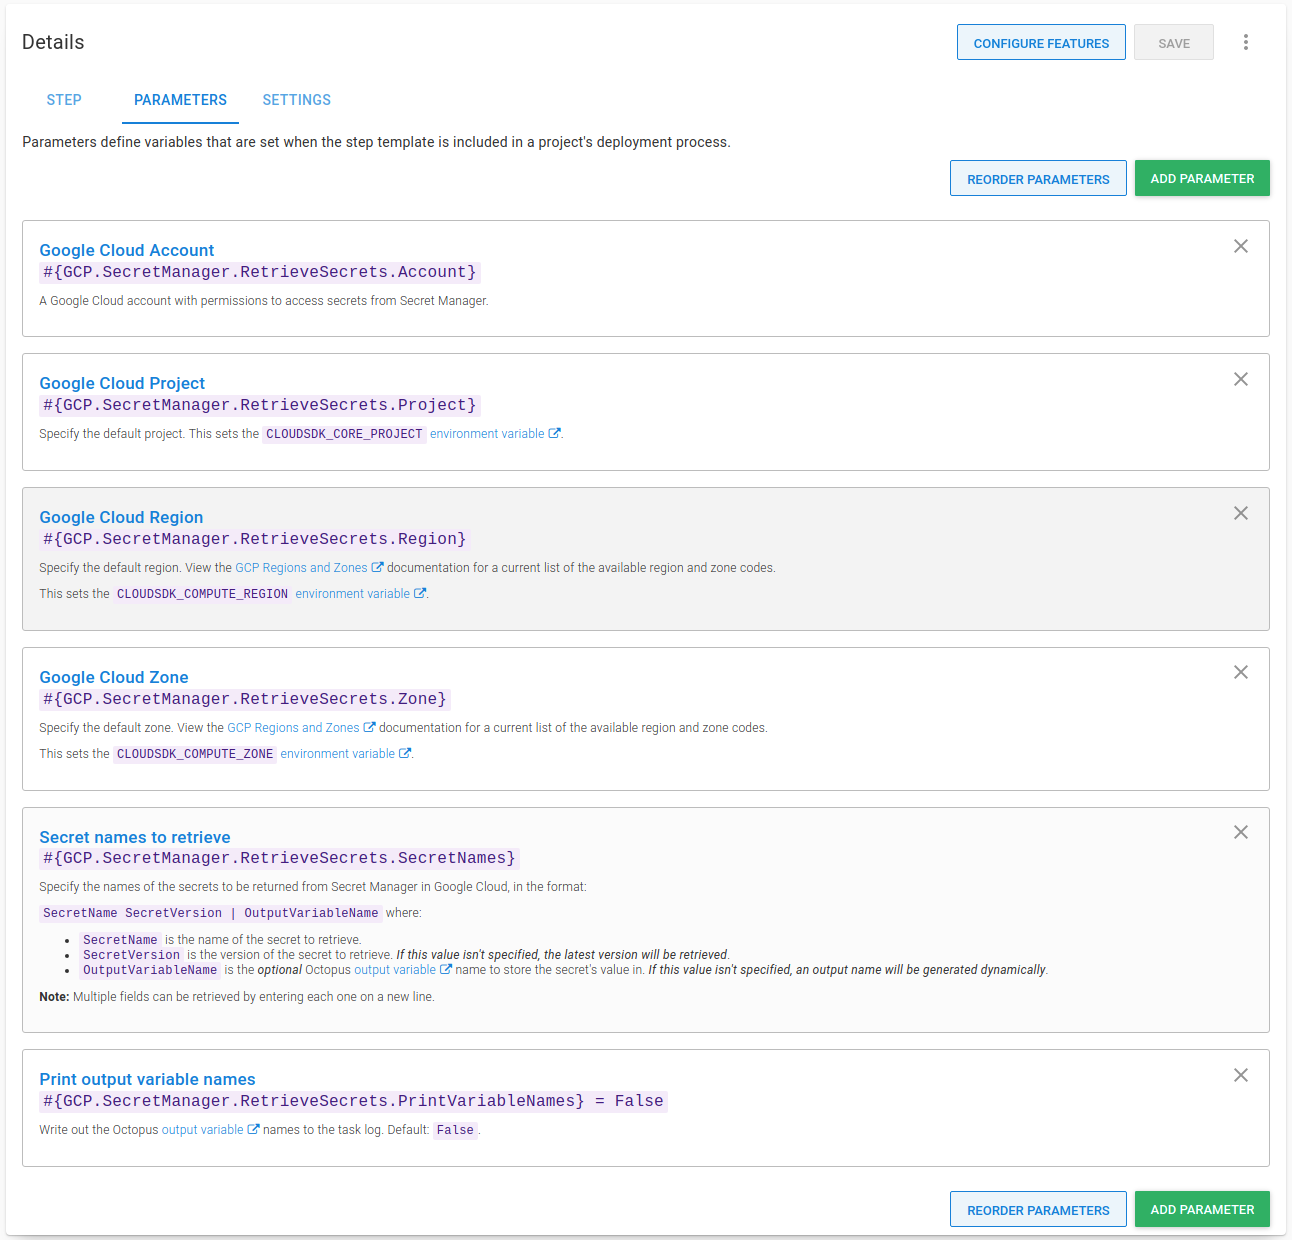 Details
CONFIGURE FEATURES
SAVE
STEP
PARAMETERS
SETTINGS
Parameters define variables that are set when the step template is included in a project's deployment process.
REORDER PARAMETERS
ADD PARAMETER
Google Cloud Account
#{GCP.SecretManager.RetrieveSecrets.Account}
A Google Cloud account with permissions to access secrets from Secret Manager.
Google Cloud Project
#{GCP.SecretManager.RetrieveSecrets.Project}
Specify the default project. This sets the CLOUDSDK_CORE_PROJECT environment variable.
Google Cloud Region
#{GCP.SecretManager.RetrieveSecrets.Region}
Specify the default region. View the GCP Regions and Zones documentation for a current list of the available region and zone codes.
This sets the CLOUDSDK_COMPUTE_REGION environment variable.
Google Cloud Zone
#{GCP.SecretManager.RetrieveSecrets.Zone}
Specify the default zone. View the GCP Regions and Zones documentation for a current list of the available region and zone codes.
This sets the CLOUDSDK_COMPUTE_ZONE environment variable.
Secret names to retrieve
#{GCP.SecretManager.RetrieveSecrets.SecretNames}
Specify the names of the secrets to be returned from Secret Manager in Google Cloud, in the format:
SecretName SecretVersion | OutputVariableName where:
• SecretName is the name of the secret to retrieve.
• SecretVersion is the version of the secret to retrieve. If this value isn't specified, the latest version will be retrieved.
• OutputVariableName is the optional Octopus output variable name to store the secret's value in. If this value isn't specified, an output name will be generated dynamically.
Note: Multiple fields can be retrieved by entering each one on a new line.
Print output variable names
#{GCP.SecretManager.RetrieveSecrets.PrintVariableNames} = False
Write out the Octopus output variable names to the task log. Default: False.
REORDER PARAMETERS
ADD PARAMETER